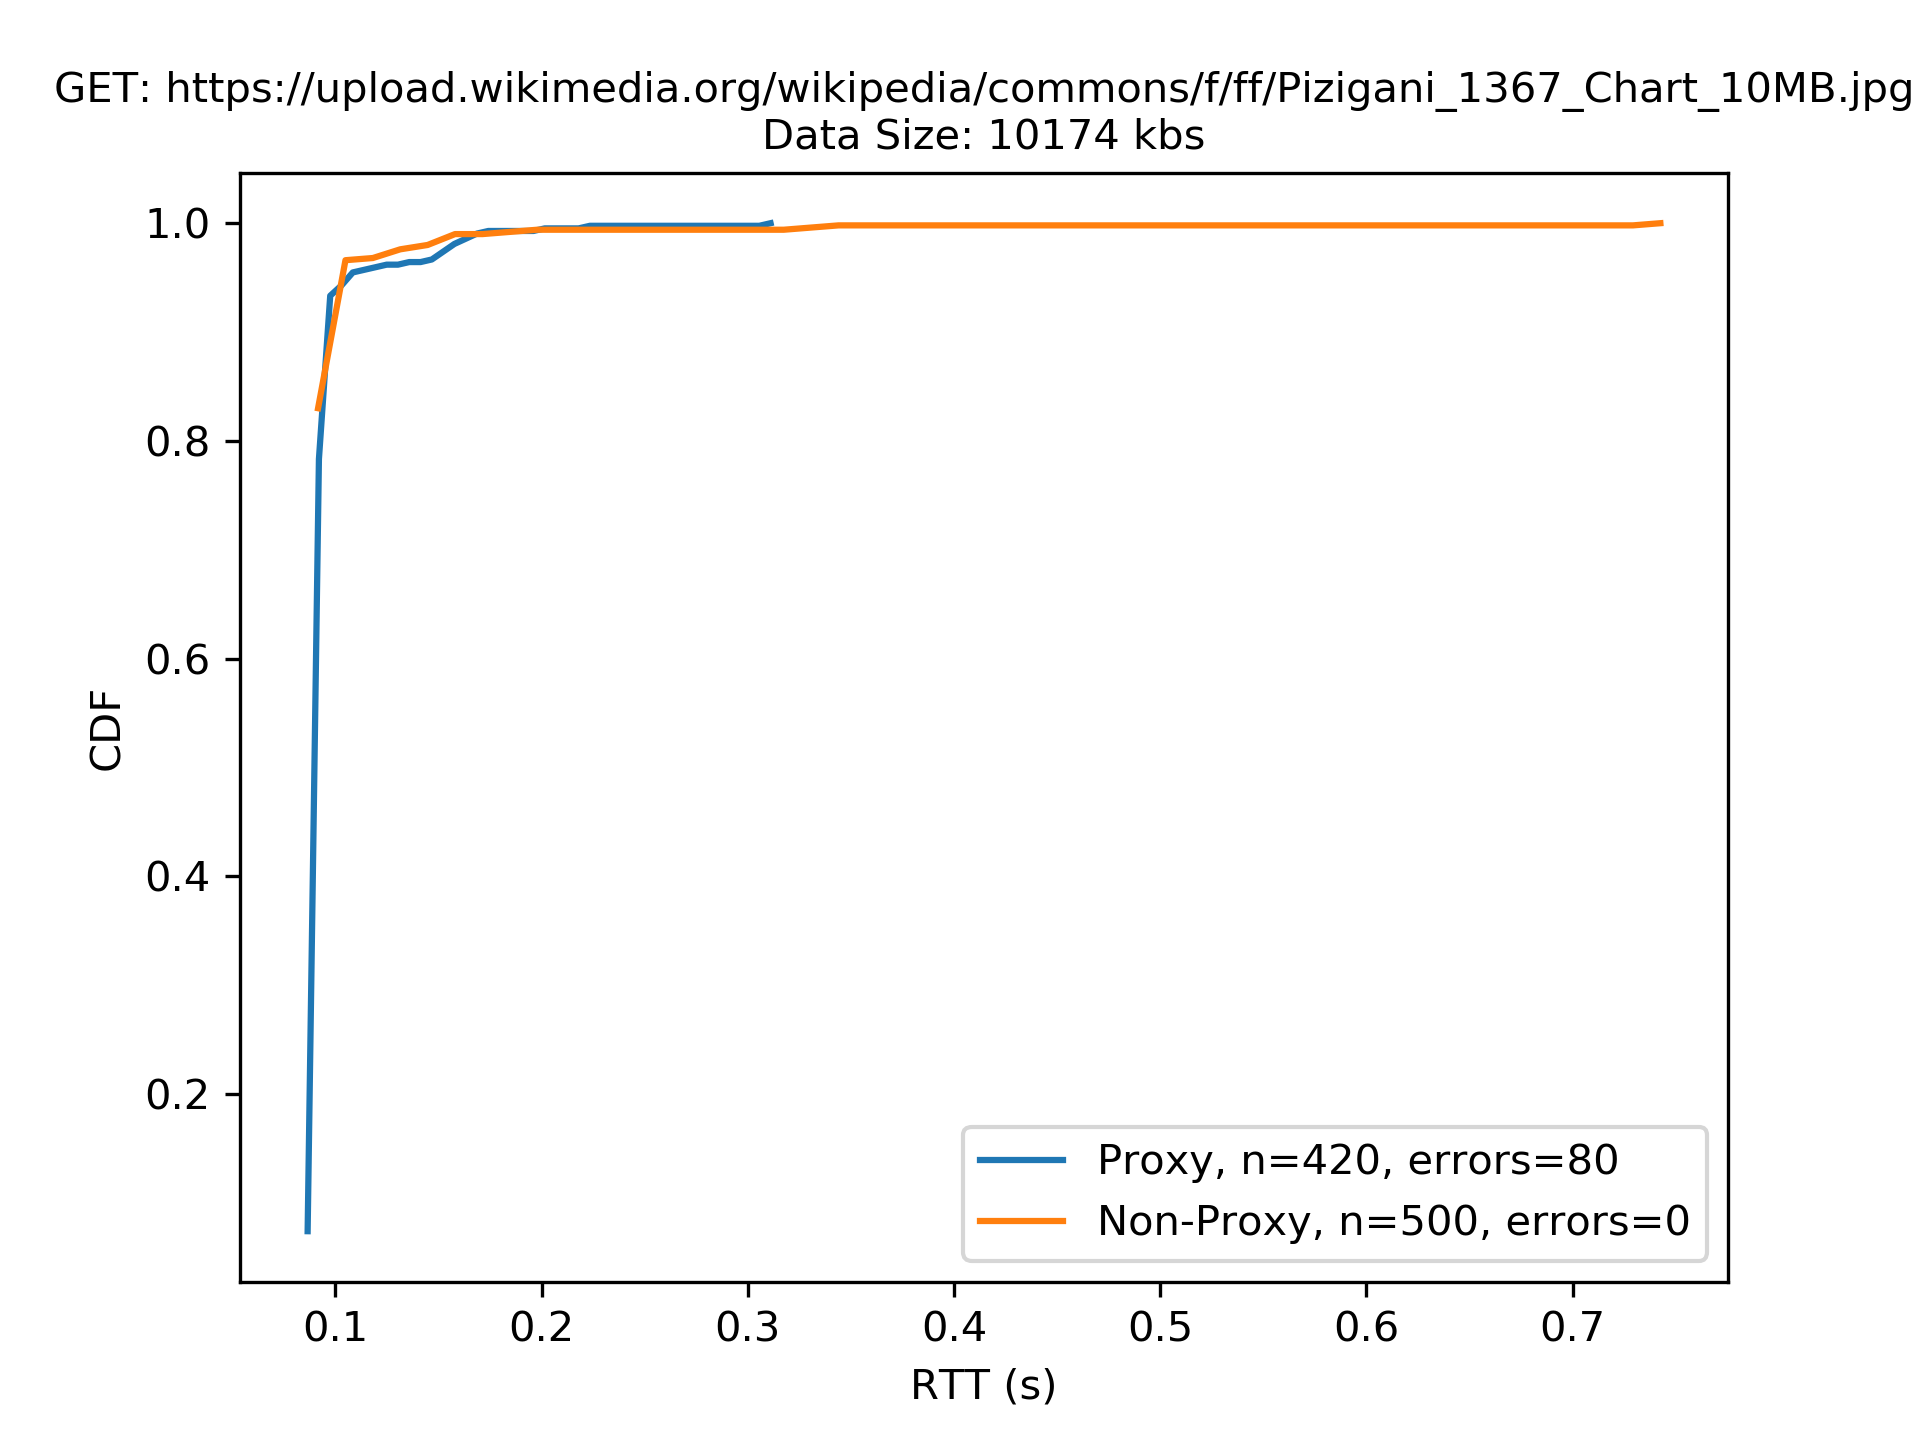 GET: https://upload.wikimedia.org/wikipedia/commons/f/ff/Pizigani_1367_Chart_10MB.jpg
Data Size: 10174 kbs
1.0
0.8
0.6
0.4
0.2
CDF
Proxy, n=420, errors=80
Non-Proxy, n=500, errors=0
0.1 0.2 0.3 0.4 0.5 0.6 0.7
RTT (s)